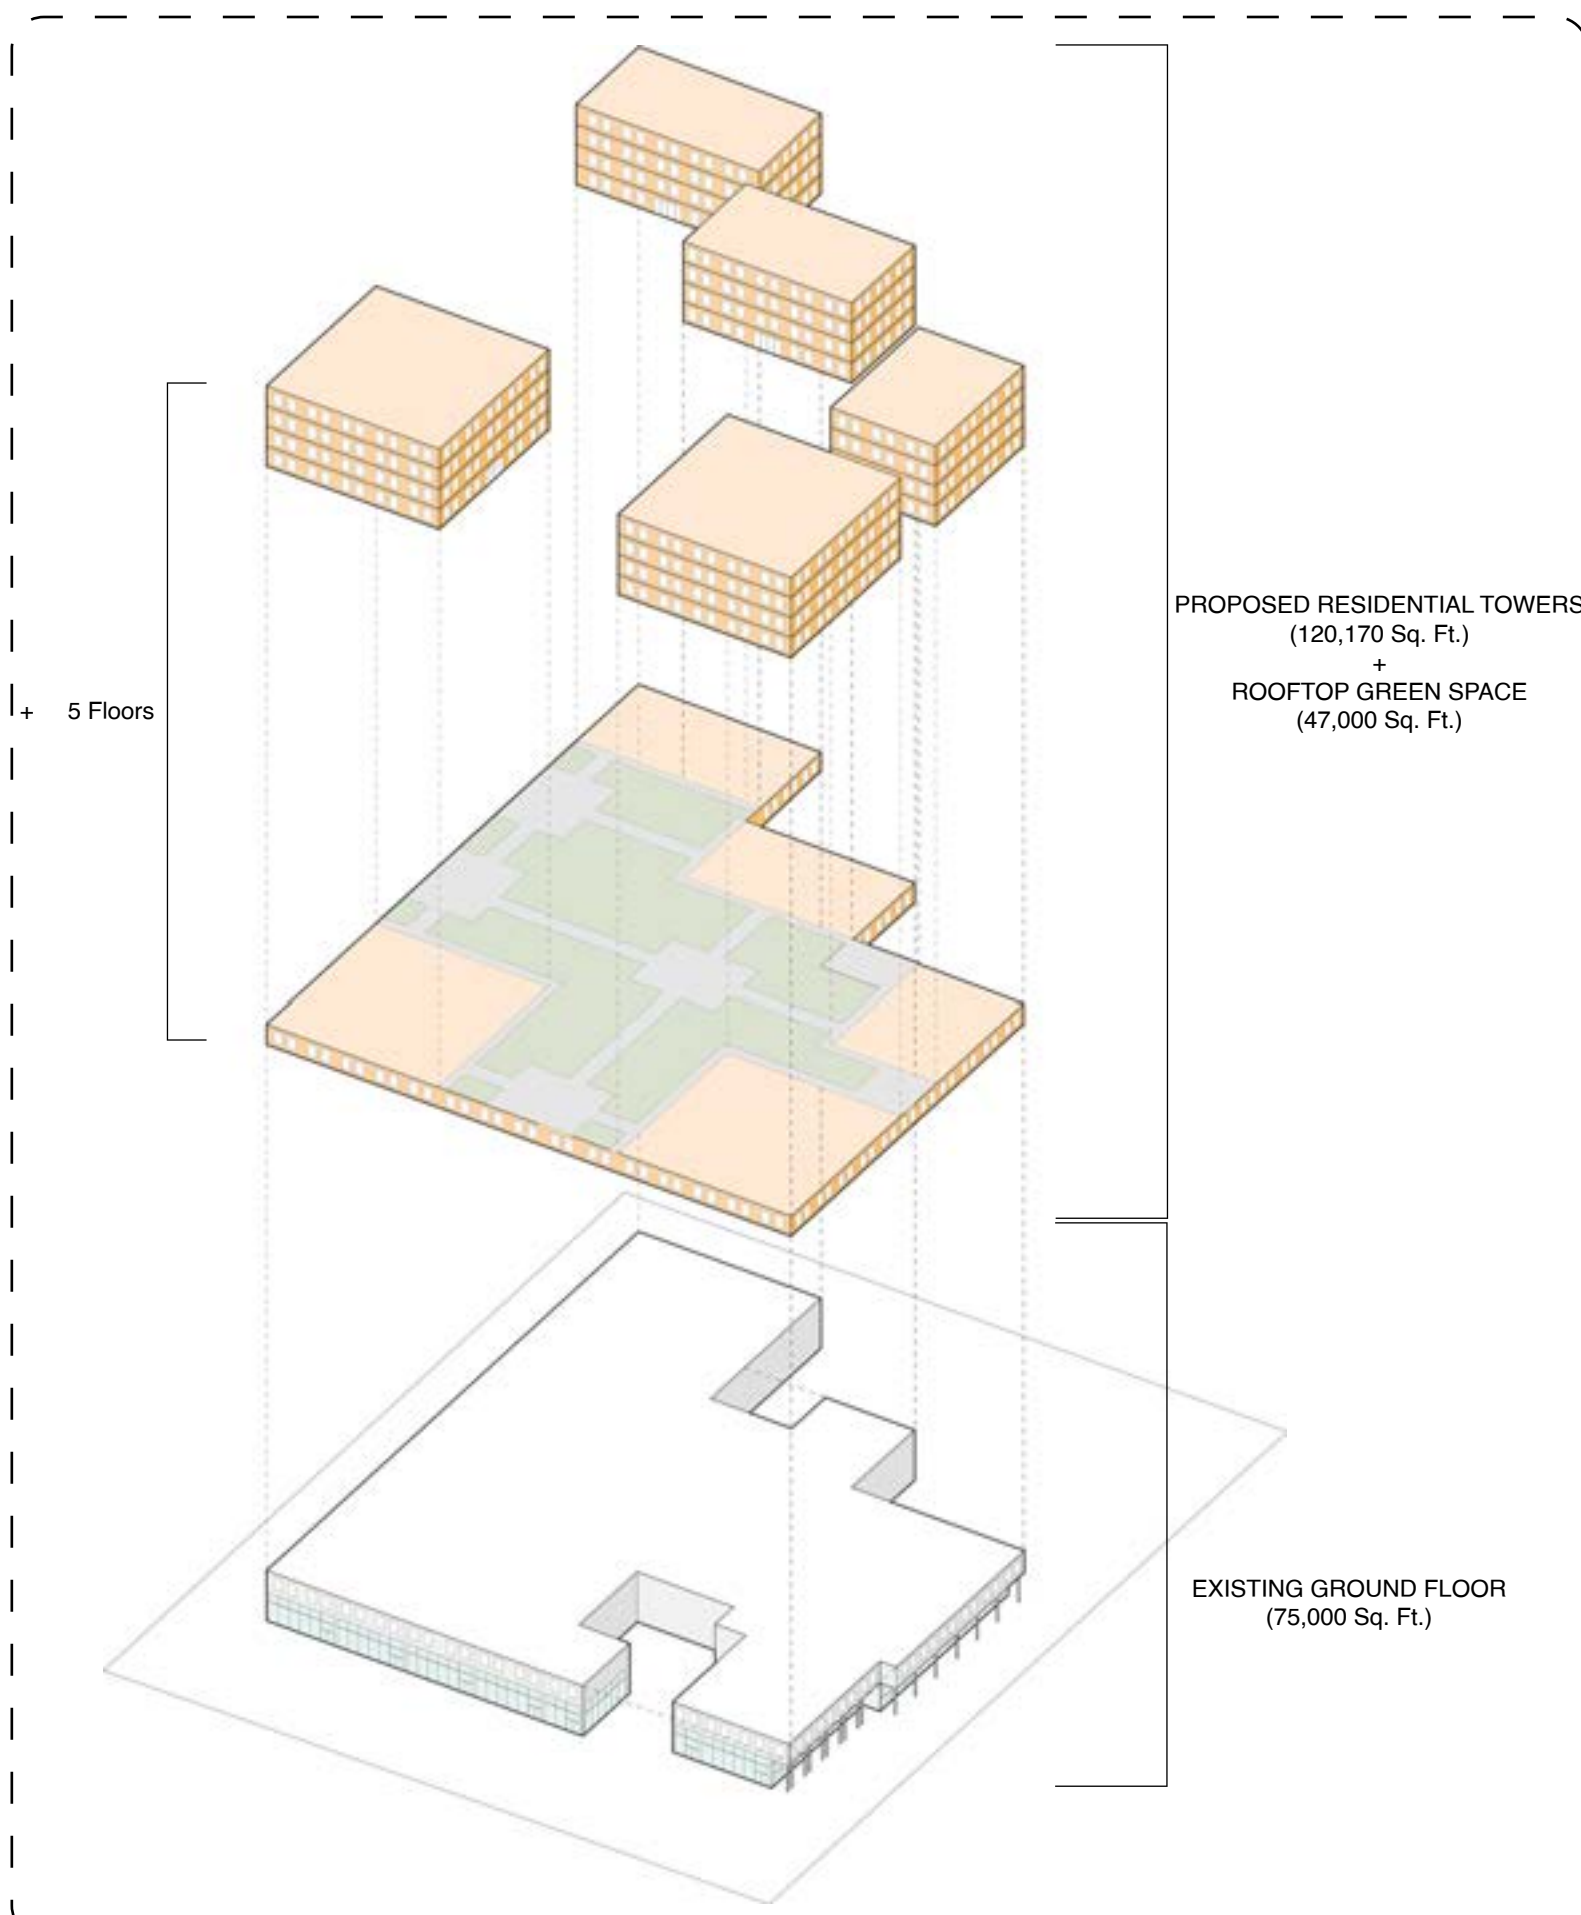 PROPOSED RESIDENTIAL TOWERS
(120,170 Sq. Ft.)
+
ROOFTOP GREEN SPACE
(47,000 Sq. Ft.)
+ 5 Floors
EXISTING GROUND FLOOR
(75,000 Sq. Ft.)